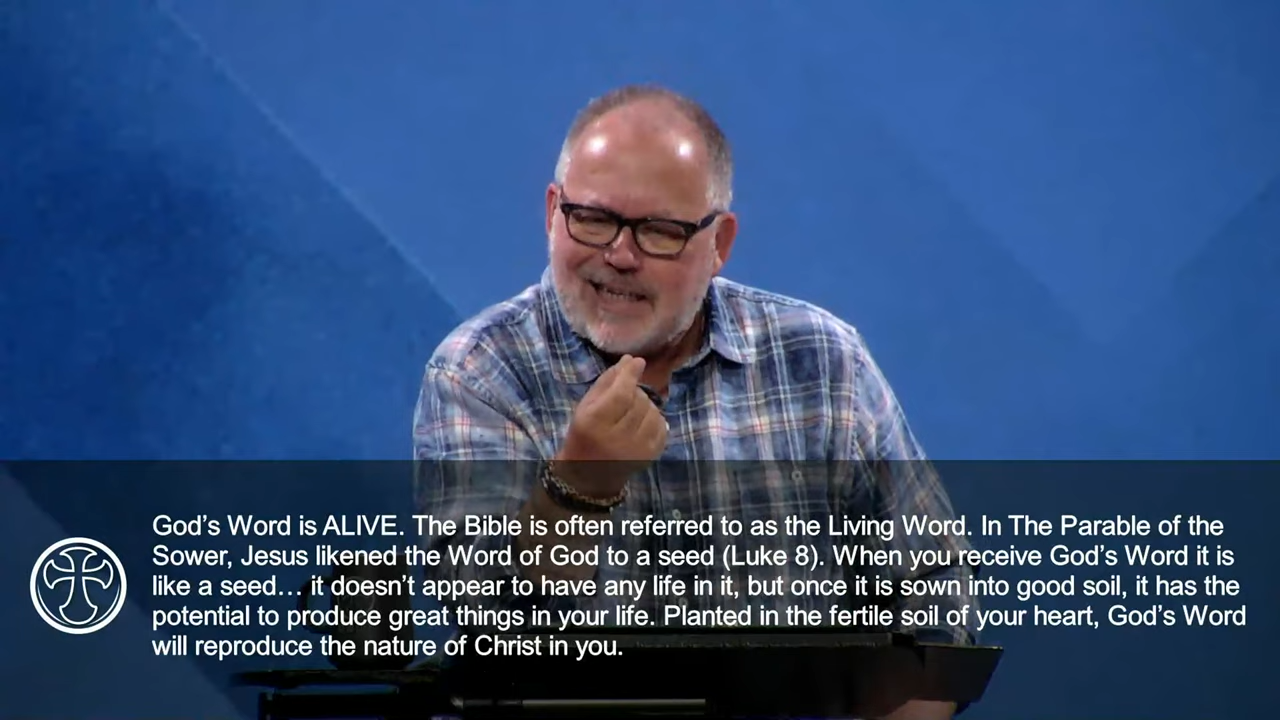 God’s Word is ALIVE. The Bible is often referred to as the Living Word. In The Parable of the
Sower, Jesus likened the Word of God to a seed (Luke 8). When you receive God’s Word it is
like a seed… it doesn’t appear to have any life in it, but once it is sown into good soil, it has the
potential to produce great things in your life. Planted in the fertile soil of your heart, God’s Word
will reproduce the nature of Christ in you.